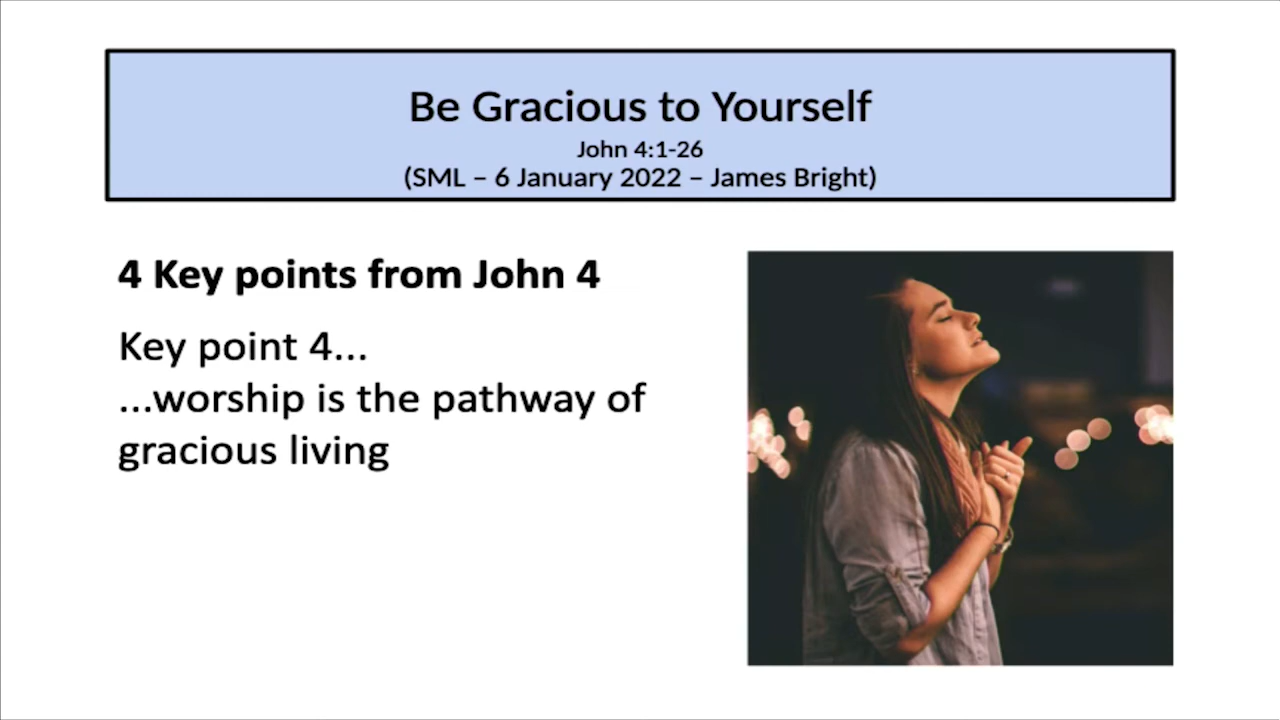 Be Gracious to Yourself
John 4:1-26
(SML – 6 January 2022 – James Bright)
4 Key points from John 4
Key point 4...
...worship is the pathway of
gracious living